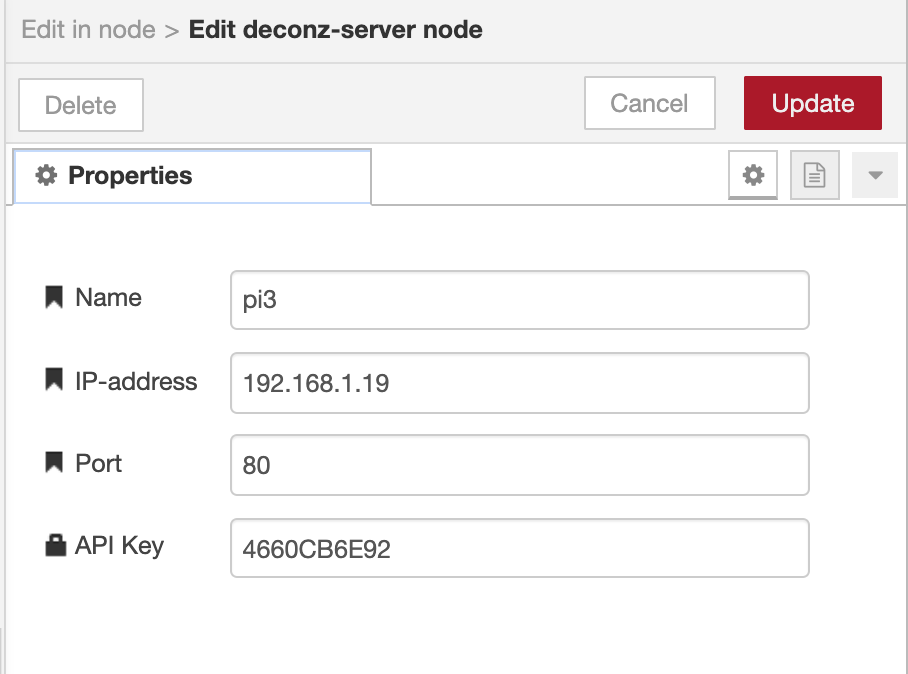 Edit in node > Edit deconz-server node
Delete Cancel Update
Properties
Name pi3
IP-address 192.168.1.19
Port 80
API Key 4660CB6E92